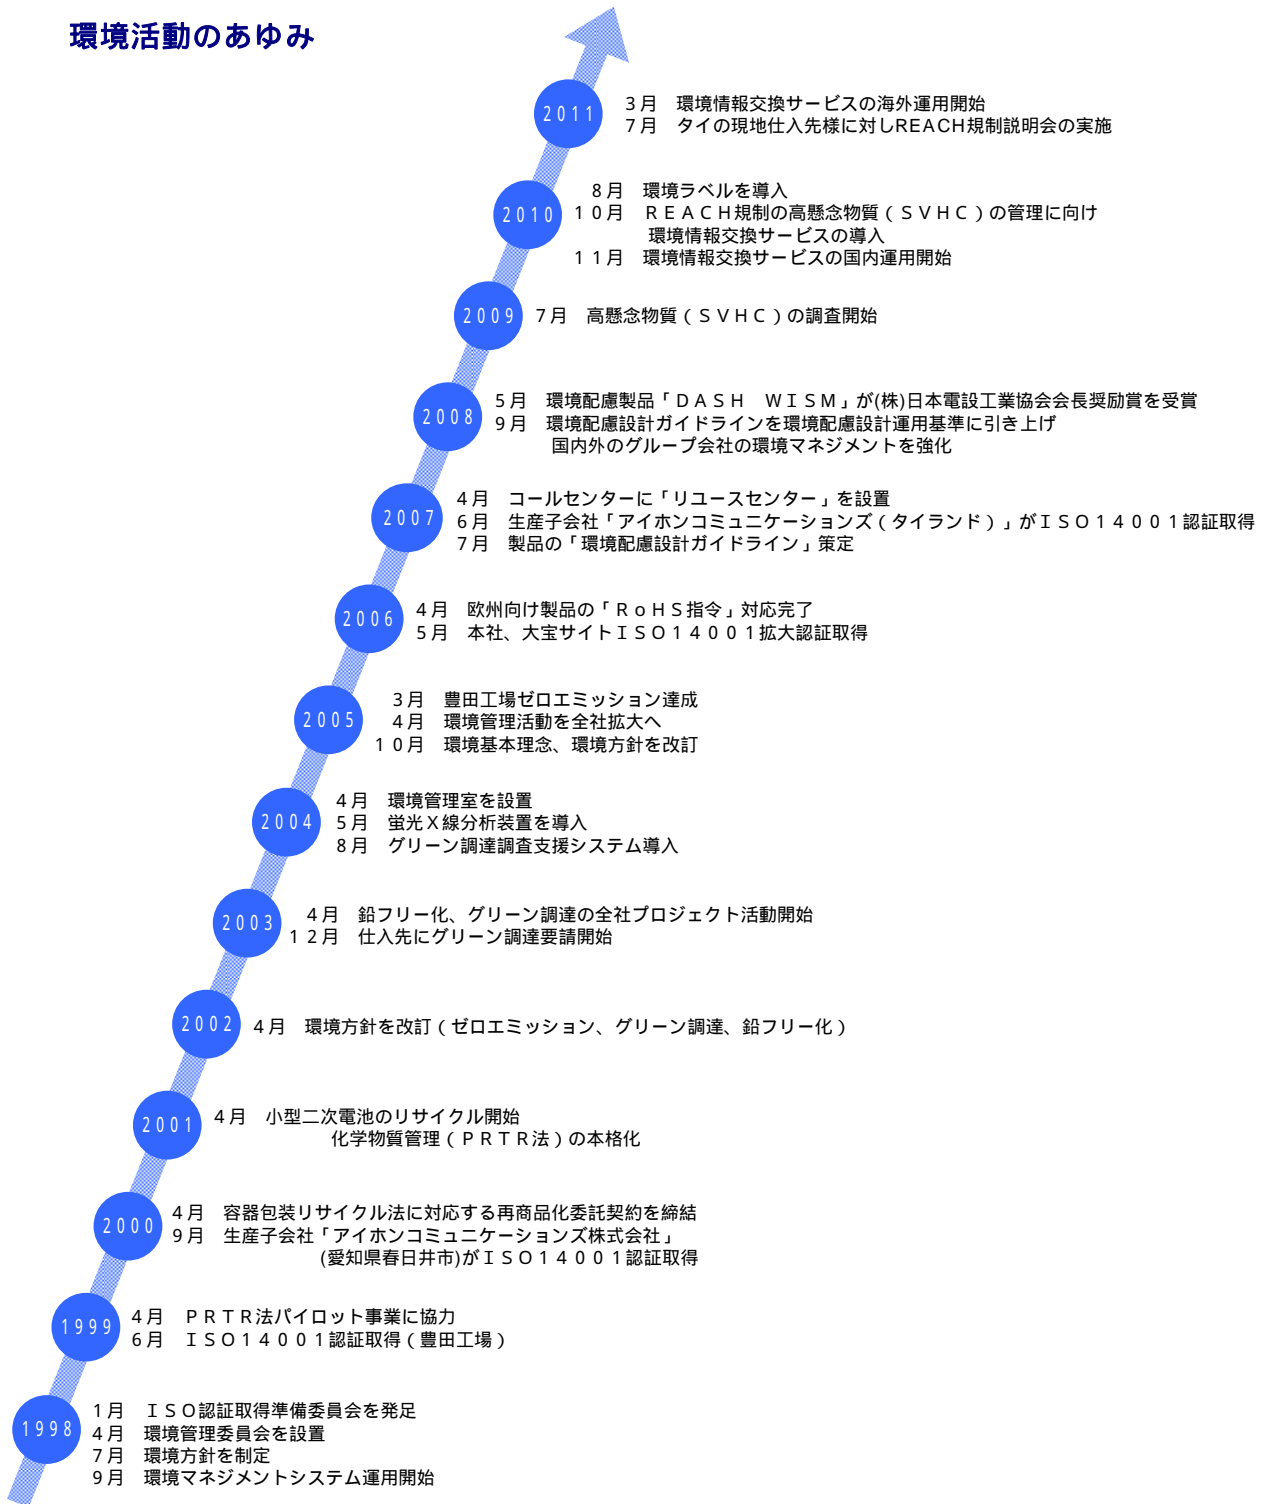 環境活動のあゆみ
2011
３月　環境情報交換サービスの海外運用開始
７月　タイの現地仕入先様に対しREACH規制説明会の実施
2010
８月　環境ラベルを導入
１０月　ＲＥＡＣＨ規制の高懸念物質（ＳＶＨＣ）の管理に向け
環境情報交換サービスの導入
１１月　環境情報交換サービスの国内運用開始
2009
７月　高懸念物質（ＳＶＨＣ）の調査開始
2008
５月　環境配慮製品「ＤＡＳＨ　ＷＩＳＭ」が(株)日本電設工業協会会長奨励賞を受賞
９月　環境配慮設計ガイドラインを環境配慮設計運用基準に引き上げ
国内外のグループ会社の環境マネジメントを強化
2007
４月　コールセンターに「リユースセンター」を設置
６月　生産子会社「アイホンコミュニケーションズ（タイランド）」がＩＳＯ１４００１認証取得
７月　製品の「環境配慮設計ガイドライン」策定
2006
４月　欧州向け製品の「ＲｏＨＳ指令」対応完了
５月　本社、大宝サイトＩＳＯ１４００１拡大認証取得
2005
３月　豊田工場ゼロエミッション達成
４月　環境管理活動を全社拡大へ
１０月　環境基本理念、環境方針を改訂
2004
４月　環境管理室を設置
５月　蛍光Ｘ線分析装置を導入
８月　グリーン調達調査支援システム導入
2003
４月　鉛フリー化、グリーン調達の全社プロジェクト活動開始
１２月　仕入先にグリーン調達要請開始
2002
４月　環境方針を改訂（ゼロエミッション、グリーン調達、鉛フリー化）
2001
４月　小型二次電池のリサイクル開始
化学物質管理（ＰＲＴＲ法）の本格化
2000
４月　容器包装リサイクル法に対応する再商品化委託契約を締結
９月　生産子会社「アイホンコミュニケーションズ株式会社」
(愛知県春日井市)がＩＳＯ１４００１認証取得
1999
４月　ＰＲＴＲ法パイロット事業に協力
６月　ＩＳＯ１４００１認証取得（豊田工場）
1998
１月　ＩＳＯ認証取得準備委員会を発足
４月　環境管理委員会を設置
７月　環境方針を制定
９月　環境マネジメントシステム運用開始